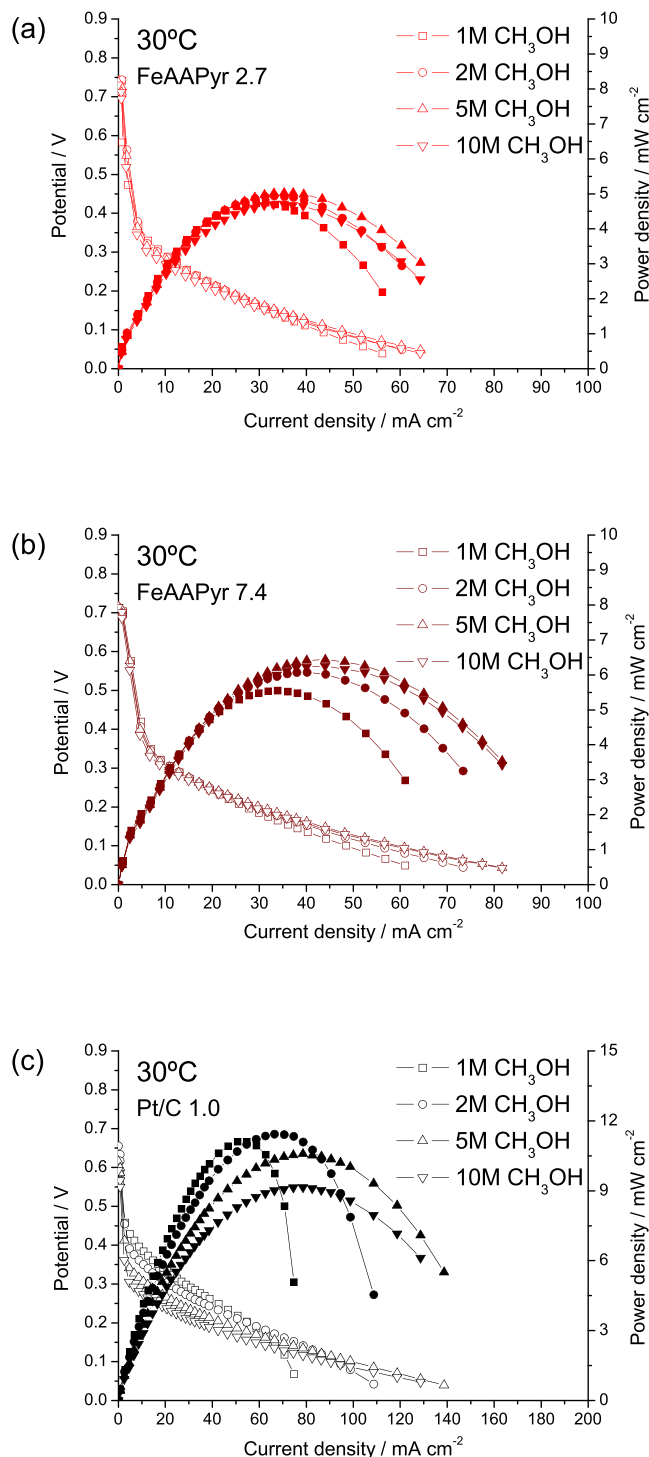 (a)
30ºC
FeAAPyr 2.7
1M CH₃OH
2M CH₃OH
5M CH₃OH
10M CH₃OH
Potential / V
0.9
0.8
0.7
0.6
0.5
0.4
0.3
0.2
0.1
0.0
Power density / mW cm⁻²
10
9
8
7
6
5
4
3
2
1
0
0 10 20 30 40 50 60 70 80 90 100
Current density / mA cm⁻²
(b)
30ºC
FeAAPyr 7.4
1M CH₃OH
2M CH₃OH
5M CH₃OH
10M CH₃OH
Potential / V
0.9
0.8
0.7
0.6
0.5
0.4
0.3
0.2
0.1
0.0
Power density / mW cm⁻²
10
9
8
7
6
5
4
3
2
1
0
0 10 20 30 40 50 60 70 80 90 100
Current density / mA cm⁻²
(c)
30ºC
Pt/C 1.0
1M CH₃OH
2M CH₃OH
5M CH₃OH
10M CH₃OH
Potential / V
0.9
0.8
0.7
0.6
0.5
0.4
0.3
0.2
0.1
0.0
Power density / mW cm⁻²
15
12
9
6
3
0
0 20 40 60 80 100 120 140 160 180 200
Current density / mA cm⁻²